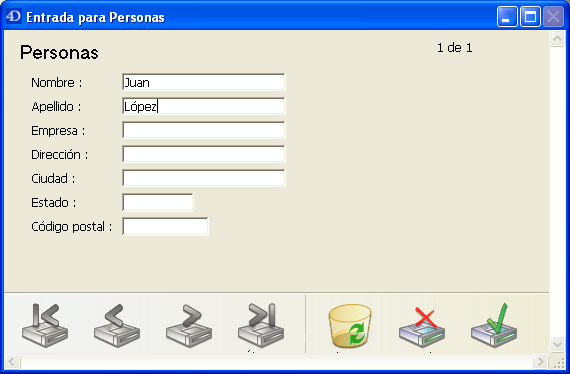 4D Entrada para Personas
Personas
1 de 1
Nombre : Juan
Apellido : López
Empresa :
Dirección :
Ciudad :
Estado :
Código postal :